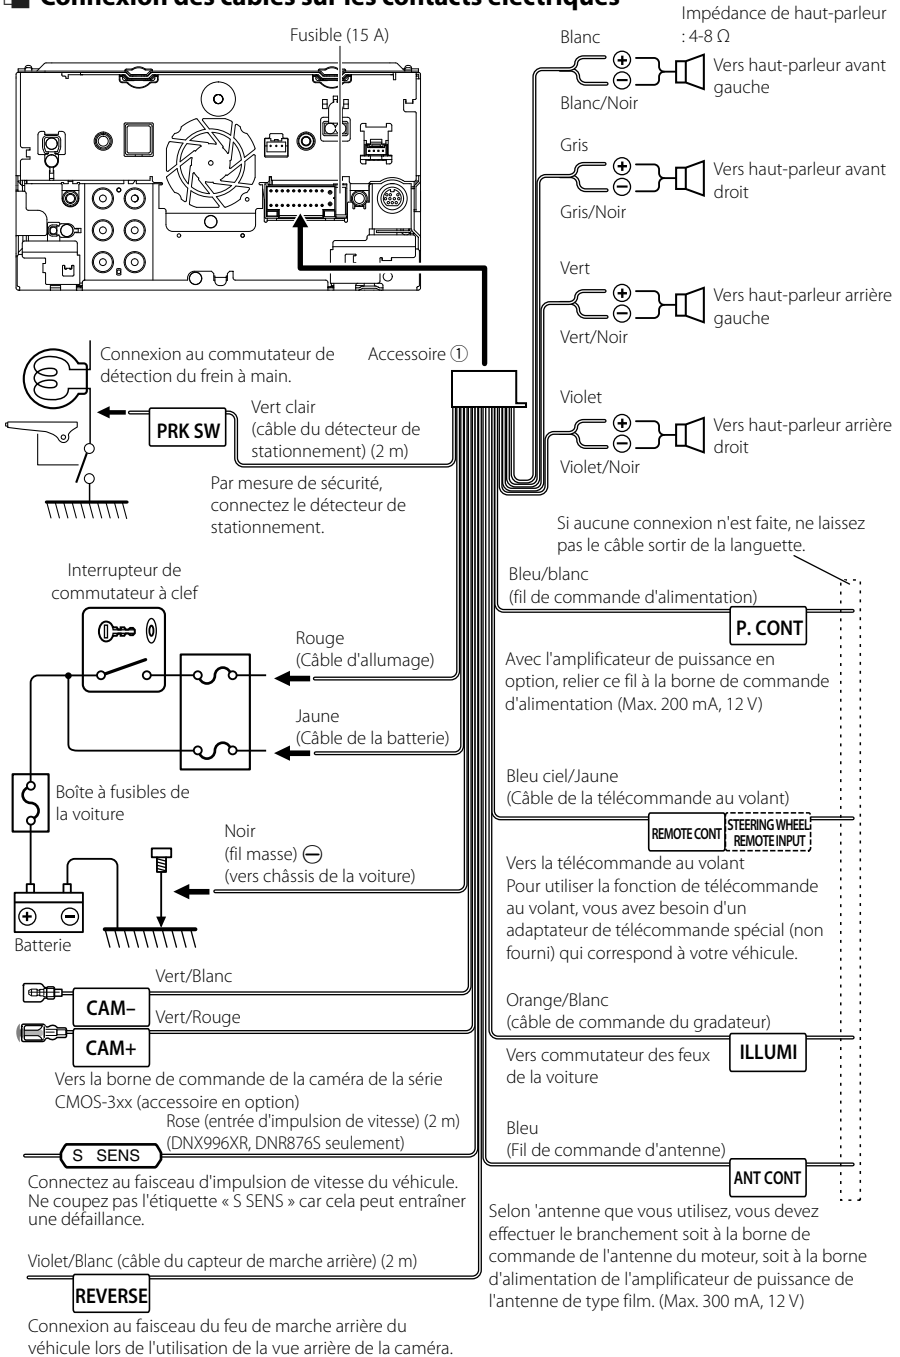 Connexion des câbles sur les contacts électriques
Fusible (15 A)
Impédance de haut-parleur
: 4-8 Ω
Blanc
Blanc/Noir
Vers haut-parleur avant
gauche
Gris
Gris/Noir
Vers haut-parleur avant
droit
Vert
Vert/Noir
Vers haut-parleur arrière
gauche
Violet
Violet/Noir
Vers haut-parleur arrière
droit
Connexion au commutateur de
détection du frein à main.
Accessoire ①
PRK SW
Vert clair
(câble du détecteur de
stationnement) (2 m)
Par mesure de sécurité,
connectez le détecteur de
stationnement.
Si aucune connexion n'est faite, ne laissez
pas le câble sortir de la languette.
Interrupteur de
commutateur à clef
Rouge
(Câble d'allumage)
Jaune
(Câble de la batterie)
Boîte à fusibles de
la voiture
Noir
(fil masse) ⊖
(vers châssis de la voiture)
+ −
Batterie
Bleu/blanc
(fil de commande d'alimentation)
P. CONT
Avec l'amplificateur de puissance en
option, relier ce fil à la borne de commande
d'alimentation (Max. 200 mA, 12 V)
Bleu ciel/Jaune
(Câble de la télécommande au volant)
REMOTE CONT
STEERING WHEEL
REMOTE INPUT
Vers la télécommande au volant
Pour utiliser la fonction de télécommande
au volant, vous avez besoin d'un
adaptateur de télécommande spécial (non
fourni) qui correspond à votre véhicule.
Vert/Blanc
CAM–
Vert/Rouge
CAM+
Vers la borne de commande de la caméra de la série
CMOS-3xx (accessoire en option)
Orange/Blanc
(câble de commande du gradateur)
ILLUMI
Vers commutateur des feux
de la voiture
Rose (entrée d'impulsion de vitesse) (2 m)
(DNX996XR, DNR876S seulement)
S SENS
Connectez au faisceau d'impulsion de vitesse du véhicule.
Ne coupez pas l'étiquette « S SENS » car cela peut entraîner
une défaillance.
Bleu
(Fil de commande d'antenne)
ANT CONT
Selon 'antenne que vous utilisez, vous devez
effectuer le branchement soit à la borne de
commande de l'antenne du moteur, soit à la borne
d'alimentation de l'amplificateur de puissance de
l'antenne de type film. (Max. 300 mA, 12 V)
Violet/Blanc (câble du capteur de marche arrière) (2 m)
REVERSE
Connexion au faisceau du feu de marche arrière du
véhicule lors de l'utilisation de la vue arrière de la caméra.